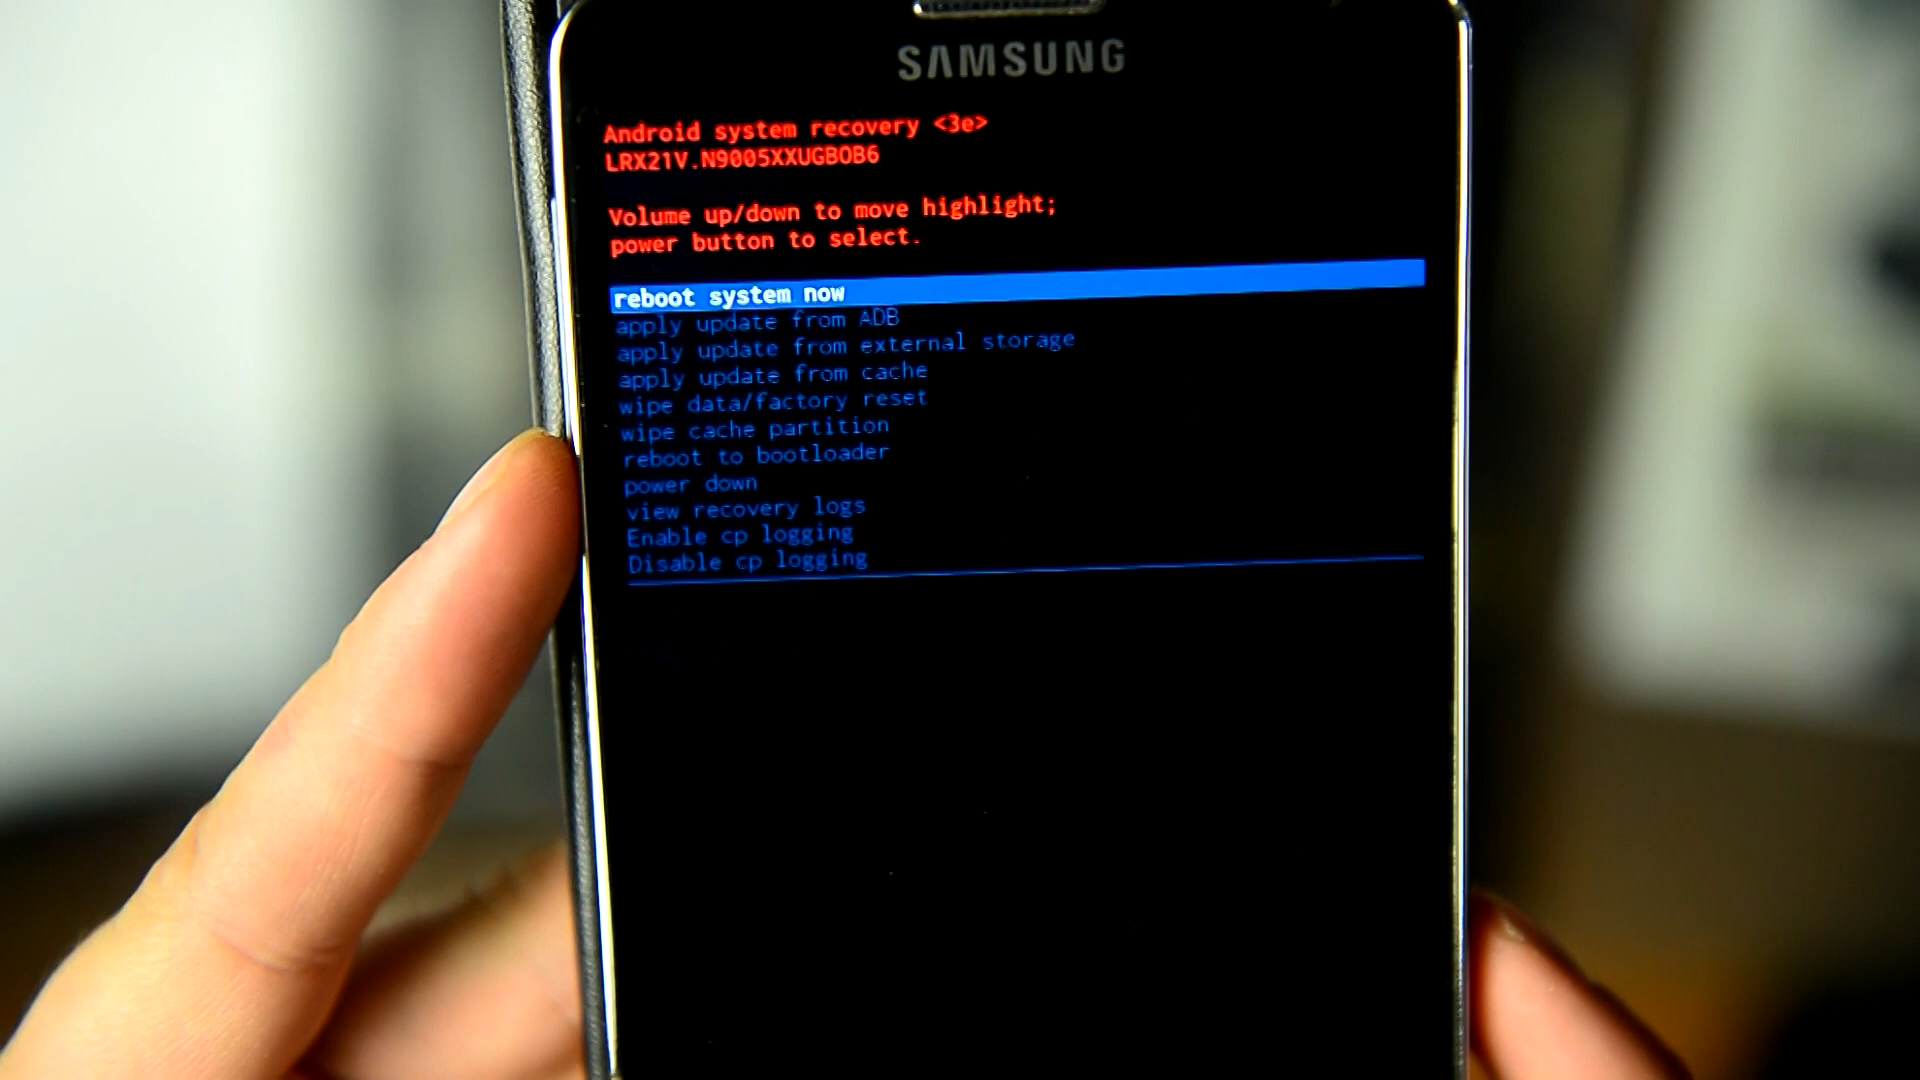 SAMSUNG
Android system recovery <3e>
LRX21V.N9005XXUGBOB6
Volume up/down to move highlight;
power button to select.
reboot system now
apply update from ADB
apply update from external storage
apply update from cache
wipe data/factory reset
wipe cache partition
reboot to bootloader
power down
view recovery logs
Enable cp logging
Disable cp logging